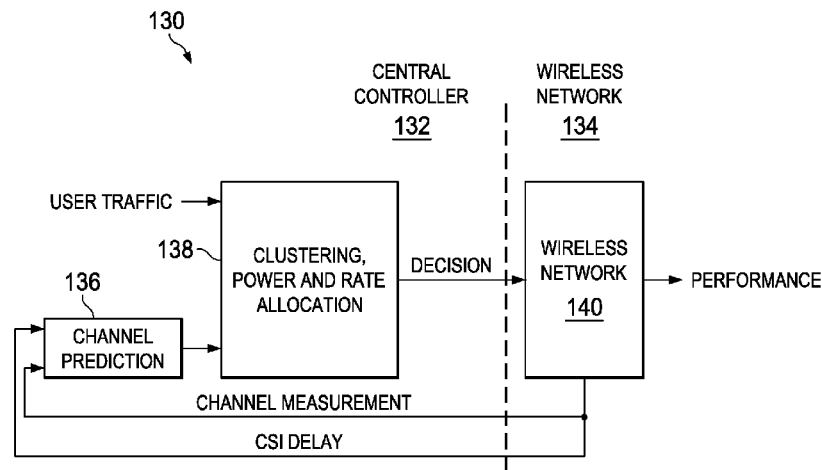 130
CENTRAL
CONTROLLER
132
WIRELESS
NETWORK
134
USER TRAFFIC
138
CLUSTERING,
POWER AND RATE
ALLOCATION
DECISION
WIRELESS
NETWORK
140
PERFORMANCE
136
CHANNEL
PREDICTION
CHANNEL MEASUREMENT
CSI DELAY